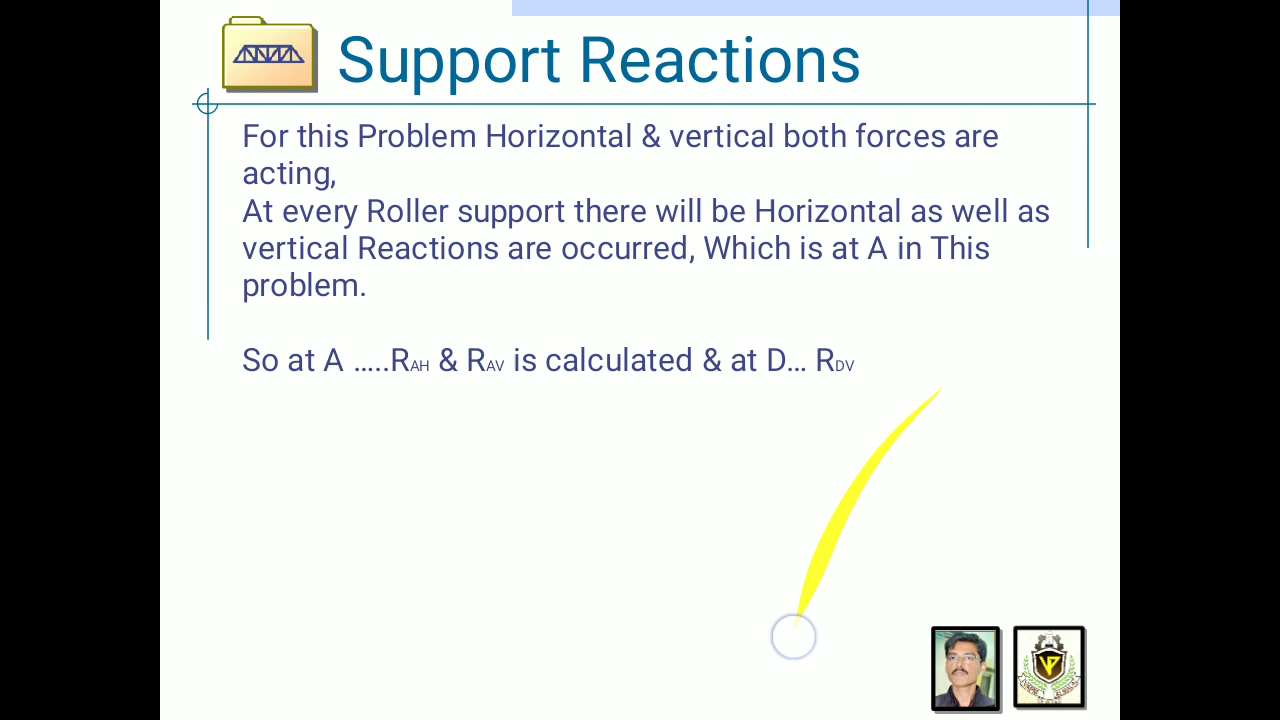 Support Reactions
For this Problem Horizontal & vertical both forces are
acting,
At every Roller support there will be Horizontal as well as
vertical Reactions are occurred, Which is at A in This
problem.
So at A …..RAH & RAV is calculated & at D… RDV
VP